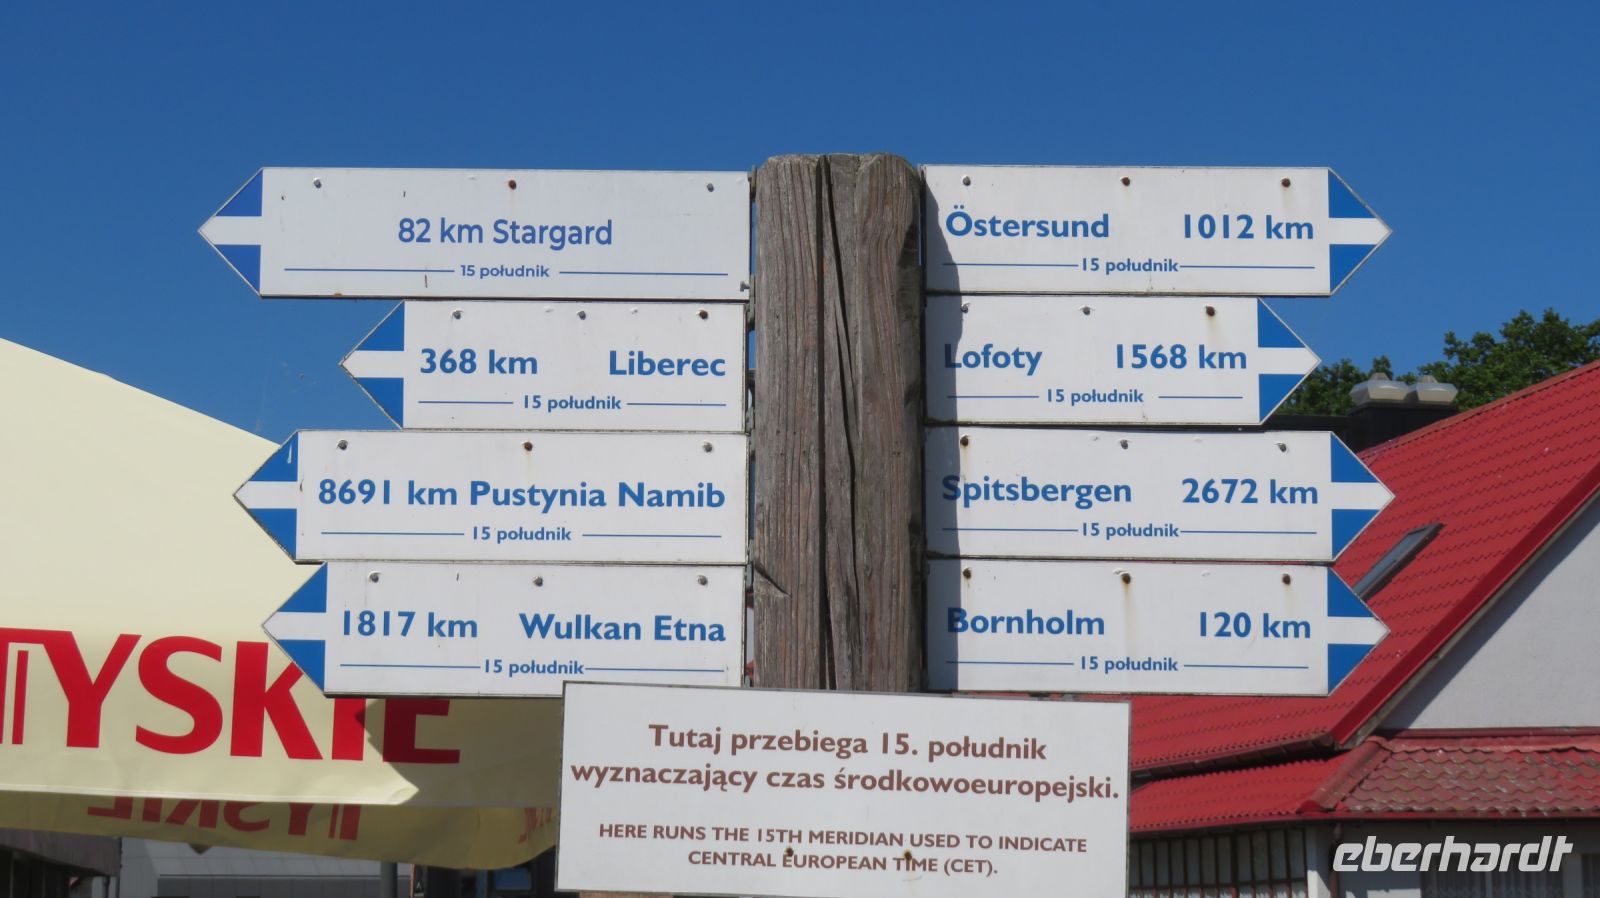 82 km Stargard
15 południk
368 km Liberec
15 południk
8691 km Pustynia Namib
15 południk
1817 km Wulkan Etna
15 południk
Östersund 1012 km
15 południk
Lofoty 1568 km
15 południk
Spitsbergen 2672 km
15 południk
Bornholm 120 km
15 południk
Tutaj przebiega 15. południk
wyznaczający czas środkowoeuropejski.
HERE RUNS THE 15TH MERIDIAN USED TO INDICATE
CENTRAL EUROPEAN TIME (CET).
TYSKIE
TYSKIE
eberhardt